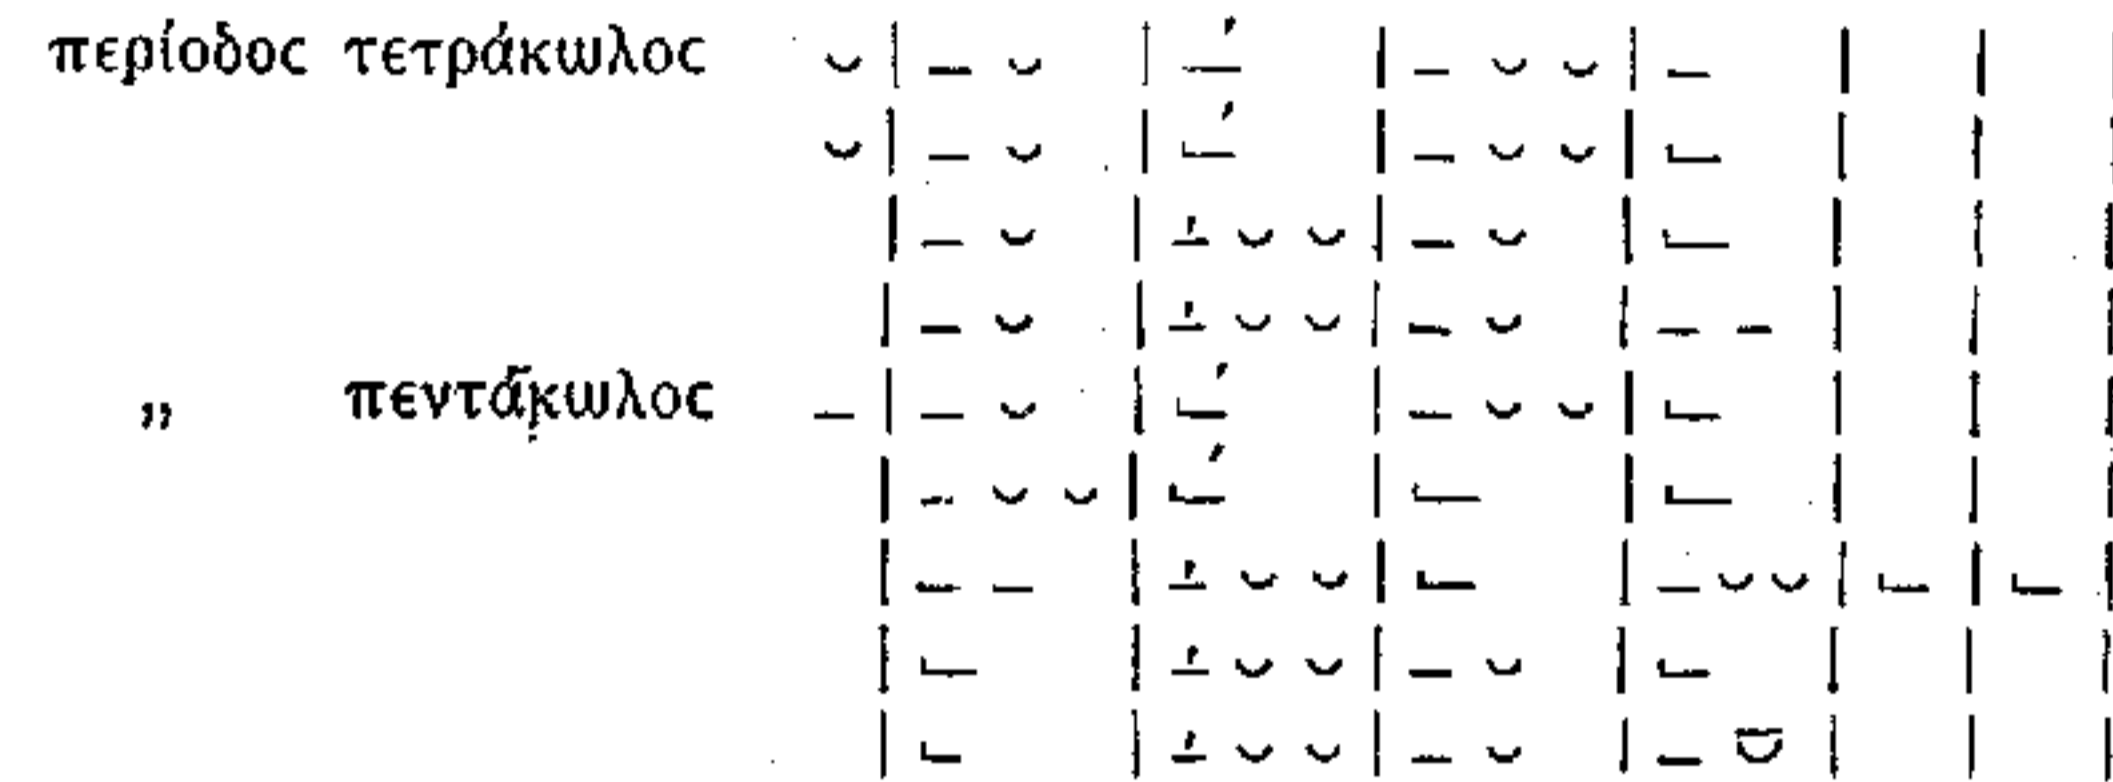 περίοδος τετράκωλος ⏑ | – ⏑ | –́ | – ⏑ ⏑ | – | |
⏑ | – ⏑ | ⌞́ | – ⏑ ⏑ | ⌞ | |
| – ⏑ | –́ ⏑ ⏑ | – ⏑ | ⌞ | |
| – ⏑ | –́ ⏑ ⏑ | – ⏑ | – – | |
„ πεντάκωλος – | – ⏑ | ⌞́ | – ⏑ ⏑ | ⌞ | | |
| – ⏑ ⏑ | ⌞́ | ⌞ | ⌞ | | |
| – – | –́ ⏑ ⏑ | ⌞ | – ⏑ ⏑ | ⌞ | ⌞ |
| ⌞ | –́ ⏑ ⏑ | – ⏑ | ⌞ | | |
| ⌞ | –́ ⏑ ⏑ | – ⏑ | – ⏓ | | |